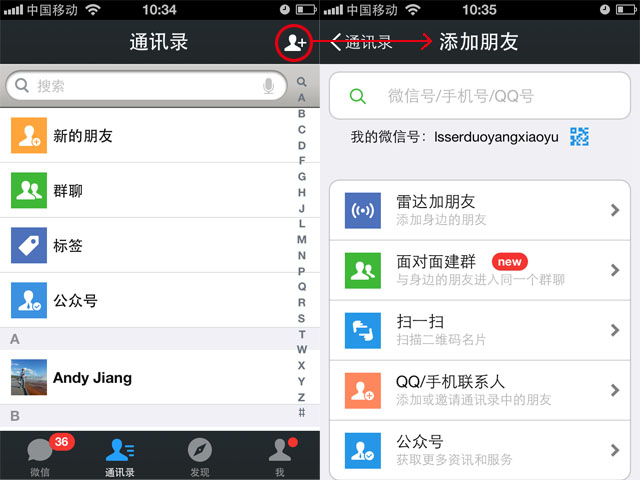 中国移动
10:34
通讯录
搜索
新的朋友
群聊
标签
公众号
A
Andy Jiang
B
A
B
C
D
F
G
H
J
L
M
N
P
Q
R
S
T
W
X
Y
Z
#
36
微信
通讯录
发现
我
中国移动
10:35
通讯录
添加朋友
微信号/手机号/QQ号
我的微信号：lsserduoyangxiaoyu
雷达加朋友
添加身边的朋友
面对面建群 new
与身边的朋友进入同一个群聊
扫一扫
扫描二维码名片
QQ/手机联系人
添加或邀请通讯录中的朋友
公众号
获取更多资讯和服务